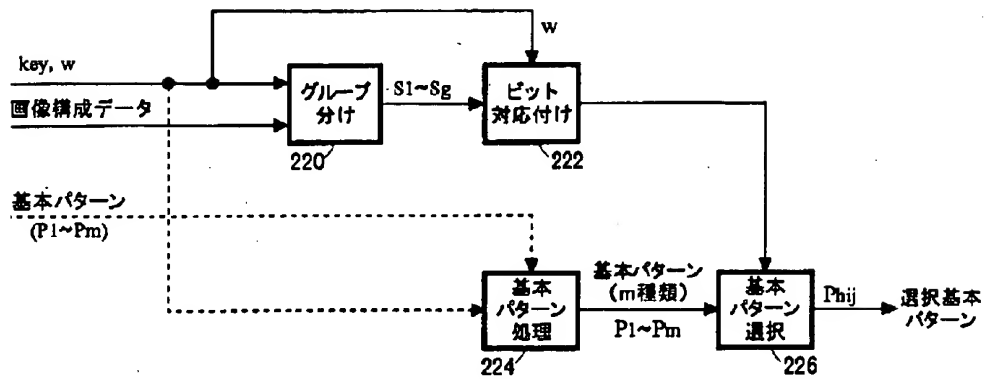 w
key, w
画像構成データ
グループ
分け
220
S1~Sg
ビット
対応付け
222
基本パターン
(P1~Pm)
基本
パターン
処理
224
基本パターン
(m種類)
P1~Pm
基本
パターン
選択
226
Phij
選択基本
パターン